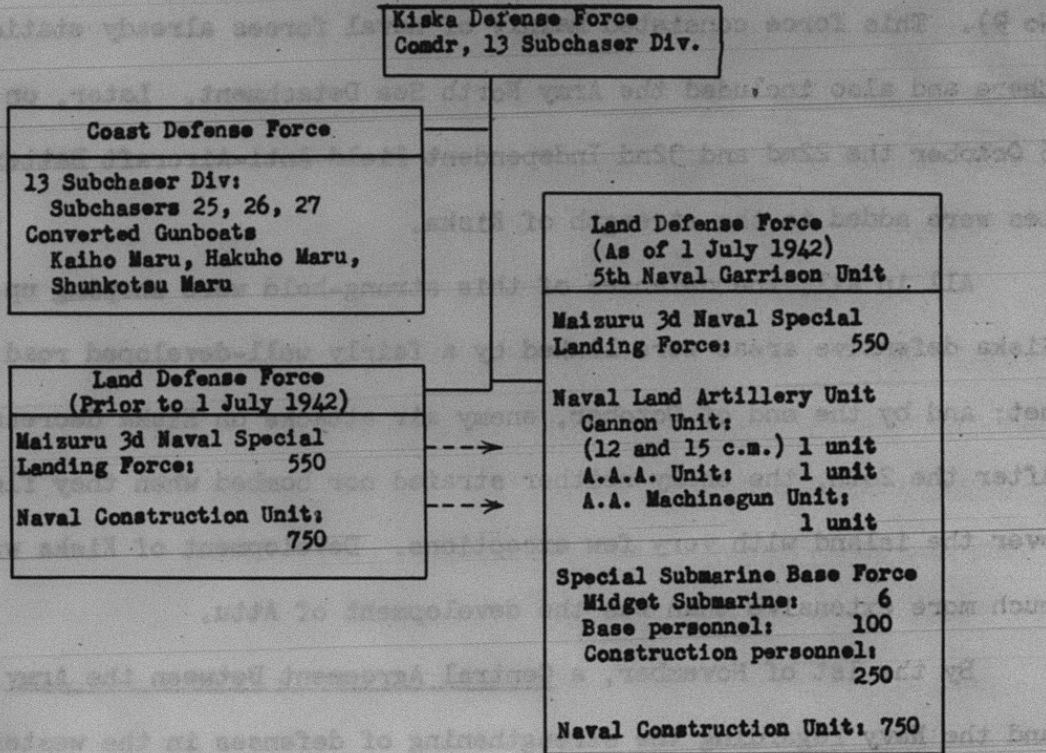 Kiska Defense Force
Comdr, 13 Subchaser Div.
Coast Defense Force
13 Subchaser Div:
Subchasers 25, 26, 27
Converted Gunboats
Kaiho Maru, Hakuho Maru,
Shunkotsu Maru
Land Defense Force
(Prior to 1 July 1942)
Maizuru 3d Naval Special
Landing Force: 550
Naval Construction Unit:
750
Land Defense Force
(As of 1 July 1942)
5th Naval Garrison Unit
Maizuru 3d Naval Special
Landing Force: 550
Naval Land Artillery Unit
Cannon Unit:
(12 and 15 c.m.) 1 unit
A.A.A. Unit: 1 unit
A.A. Machinegun Unit:
1 unit
Special Submarine Base Force
Midget Submarine: 6
Base personnel: 100
Construction personnel:
250
Naval Construction Unit: 750